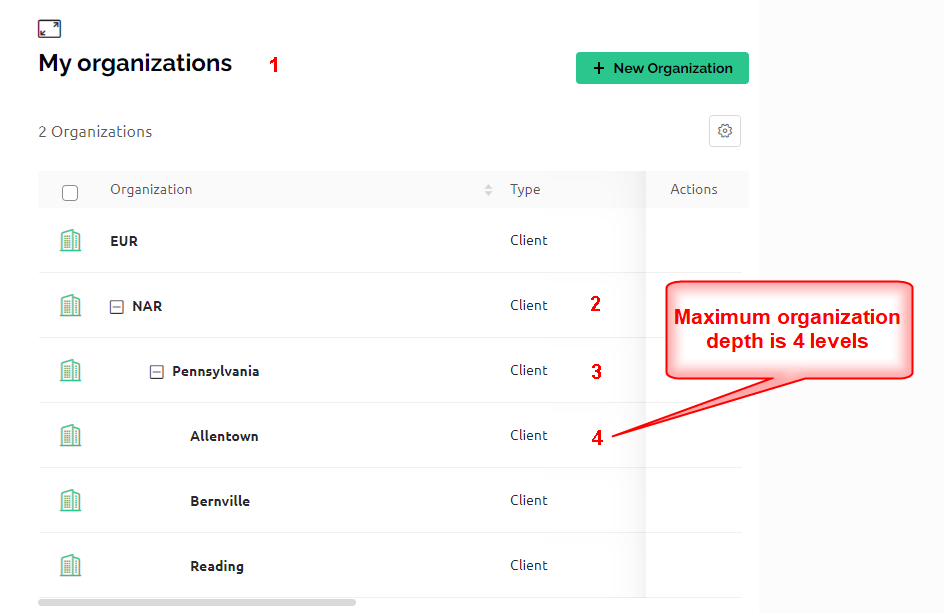 My organizations 1
+ New Organization
2 Organizations
Organization Type Actions
EUR Client
NAR Client 2
Maximum organization
depth is 4 levels
Pennsylvania Client 3
Allentown Client 4
Bernville Client
Reading Client